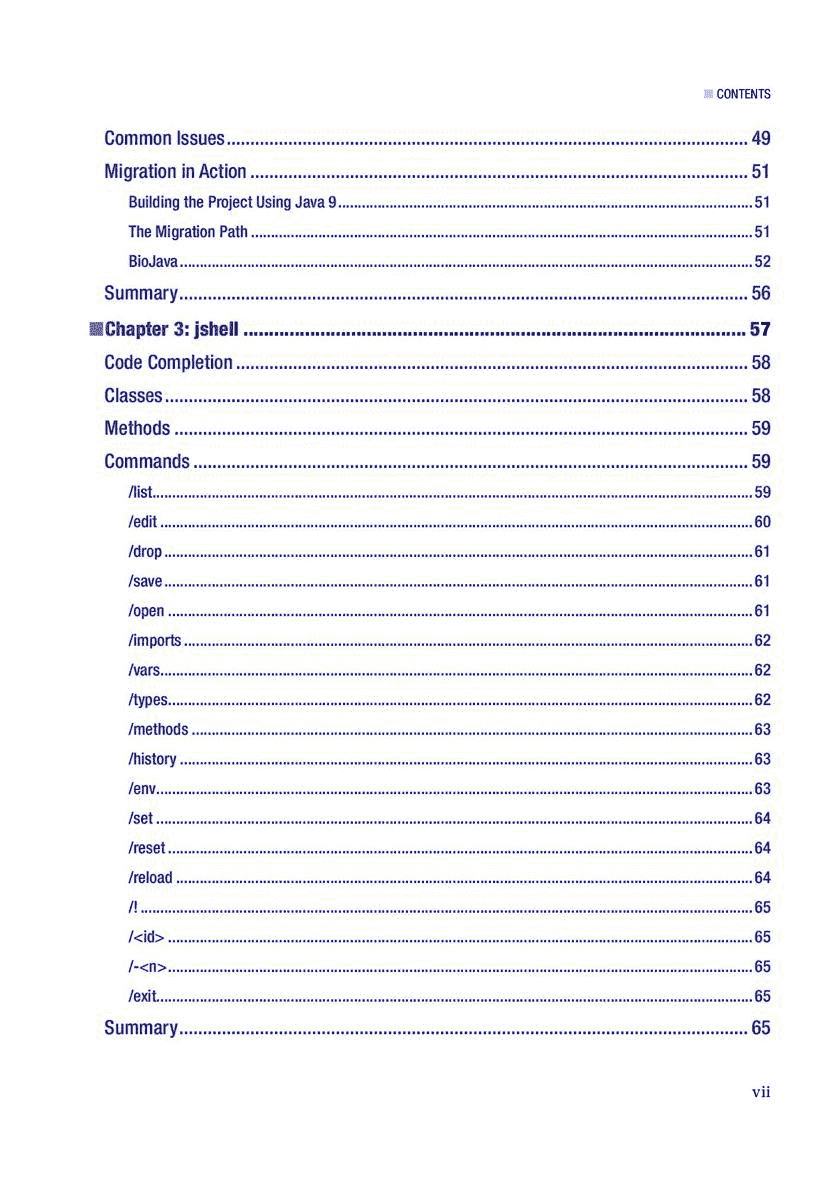 CONTENTS
Common Issues 49
Migration in Action 51
Building the Project Using Java 9 51
The Migration Path 51
BioJava 52
Summary 56
Chapter 3: jshell 57
Code Completion 58
Classes 58
Methods 59
Commands 59
/list 59
/edit 60
/drop 61
/save 61
/open 61
/imports 62
/vars 62
/types 62
/methods 63
/history 63
/env 63
/set 64
/reset 64
/reload 64
/! 65
/<id> 65
/-<n> 65
/exit 65
Summary 65
vii